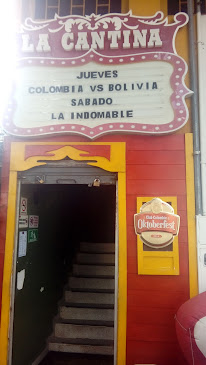 LA CANTINA
JUEVES
COLOMBIA VS BOLIVIA
SABADO
LA INDOMABLE
Oktoberfest